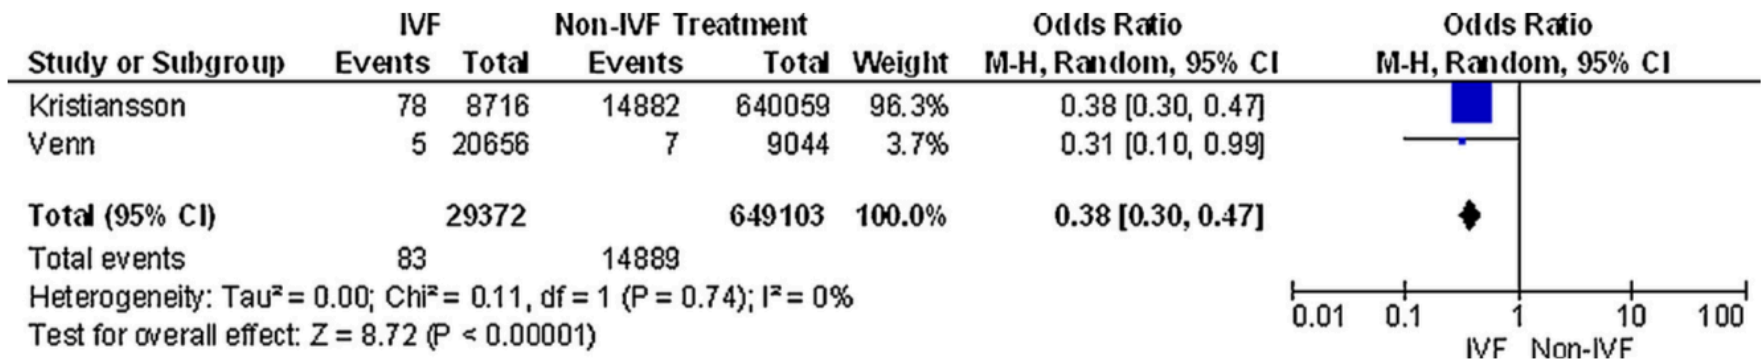 IVF Non-IVF Treatment Odds Ratio Odds Ratio
Study or Subgroup Events Total Events Total Weight M-H, Random, 95% CI M-H, Random, 95% CI
Kristiansson 78 8716 14882 640059 96.3% 0.38 [0.30, 0.47]
Venn 5 20656 7 9044 3.7% 0.31 [0.10, 0.99]
Total (95% CI) 29372 649103 100.0% 0.38 [0.30, 0.47]
Total events 83 14889
Heterogeneity: Tau² = 0.00; Chi² = 0.11, df = 1 (P = 0.74); I² = 0%
Test for overall effect: Z = 8.72 (P < 0.00001)
0.01 0.1 1 10 100
IVF Non-IVF